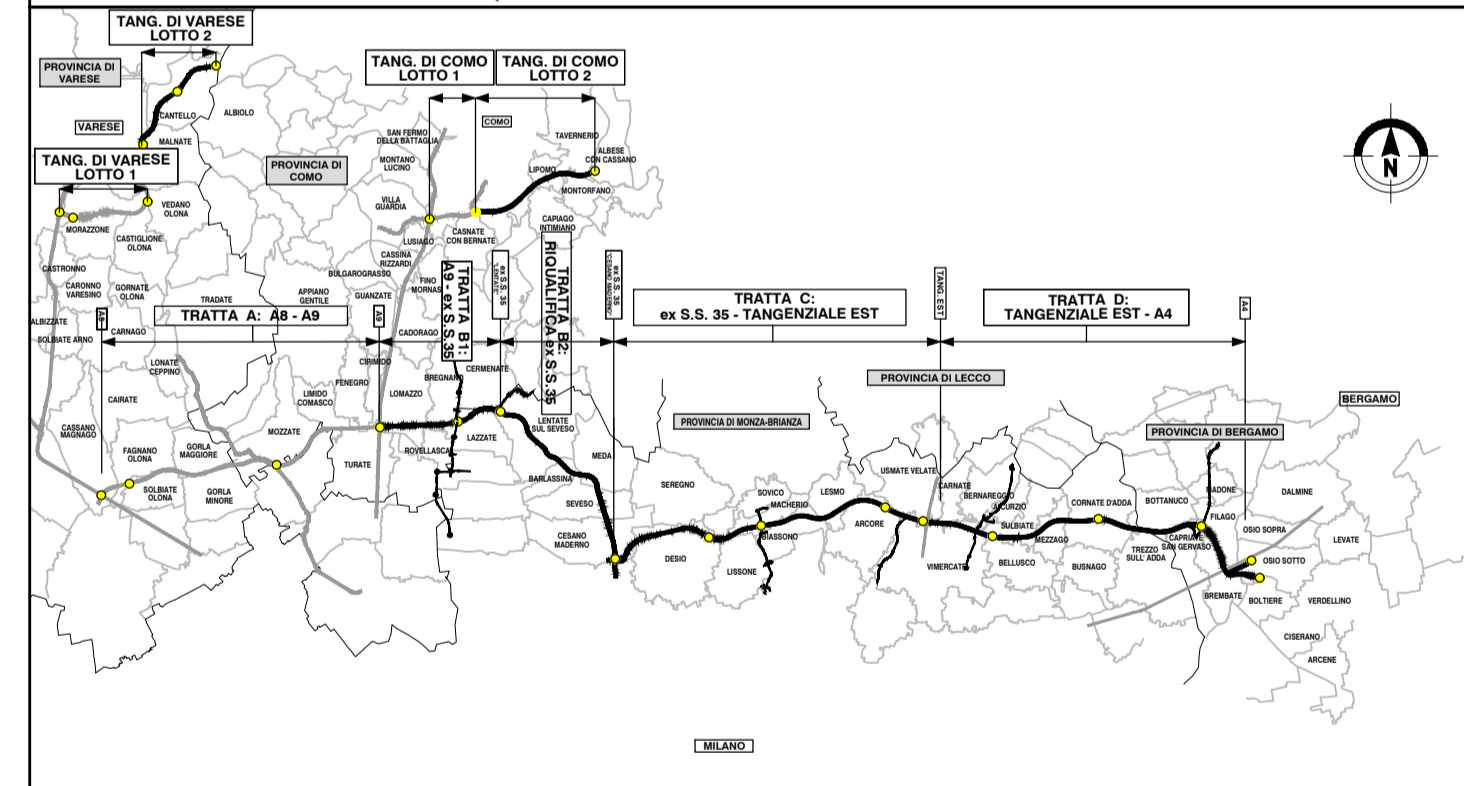 TANG. DI VARESE
LOTTO 2
TANG. DI COMO
LOTTO 1
TANG. DI COMO
LOTTO 2
PROVINCIA DI
VARESE
CANTELLO
ALBIOLO
VARESE
MALNATE
SAN FERMO
DELLA BATTAGLIA
COMO
TAVERNERIO
ALBESE
CON CASSANO
N
TANG. DI VARESE
LOTTO 1
PROVINCIA DI
COMO
MONTANO
LUCINO
LIPOMO
MONTORFANO
VILLA
GUARDIA
VEDANO
OLONA
MORAZZONE
CASTIGLIONE
OLONA
LUSIAGO
CASNATE
CON BERNATE
CAPIAGO
INTIMIANO
CASSINA
RIZZARDI
CASTRONNO
BULGAROGRASSO
CARONNO
VARESINO
GORNATE
OLONA
FINO
MORNAS
APPIANO
GENTILE
GUANZATE
TRADATE
TRATTA A: A8 - A9
A8
A9
TRATTA B1:
A9 - ex S.S.35
ex S.S. 35
"LENTATE"
TRATTA B2:
RIQUALIFICA ex S.S.35
ex S.S. 35
"CESANO MADERNO"
TRATTA C:
ex S.S. 35 - TANGENZIALE EST
TANG. EST
TRATTA D:
TANGENZIALE EST - A4
A4
ALBIZZATE
SOLBIATE ARNO
CARNAGO
CADORAGO
LONATE
CEPPINO
CIRIMIDO
FENEGRO
BREGNANO
CERMENATE
PROVINCIA DI LECCO
CAIRATE
LIMIDO
COMASCO
LOMAZZO
BERGAMO
CASSANO
MAGNAGO
FAGNANO
OLONA
GORLA
MAGGIORE
MOZZATE
LAZZATE
LENTATE
SUL SEVESO
PROVINCIA DI MONZA-BRIANZA
PROVINCIA DI BERGAMO
ROVELLASCA
TURATE
MEDA
SOLBIATE
OLONA
GORLA
MINORE
BARLASSINA
SEVESO
SEREGNO
SOVICO
MACHERIO
LESMO
USMATE VELATE
CARNATE
BERNAREGGIO
AICURZIO
CORNATE D'ADDA
BOTTANUCO
MADONE
DALMINE
FILAGO
CESANO
MADERNO
BIASSONO
ARCORE
SULBIATE
MEZZAGO
TREZZO
SULL' ADDA
CAPRIATE
SAN GERVASO
OSIO SOPRA
LEVATE
DESIO
LISSONE
VIMERCATE
BELLUSCO
BUSNAGO
OSIO SOTTO
BREMBATE
BOLTIERE
VERDELLINO
CISERANO
ARCENE
MILANO